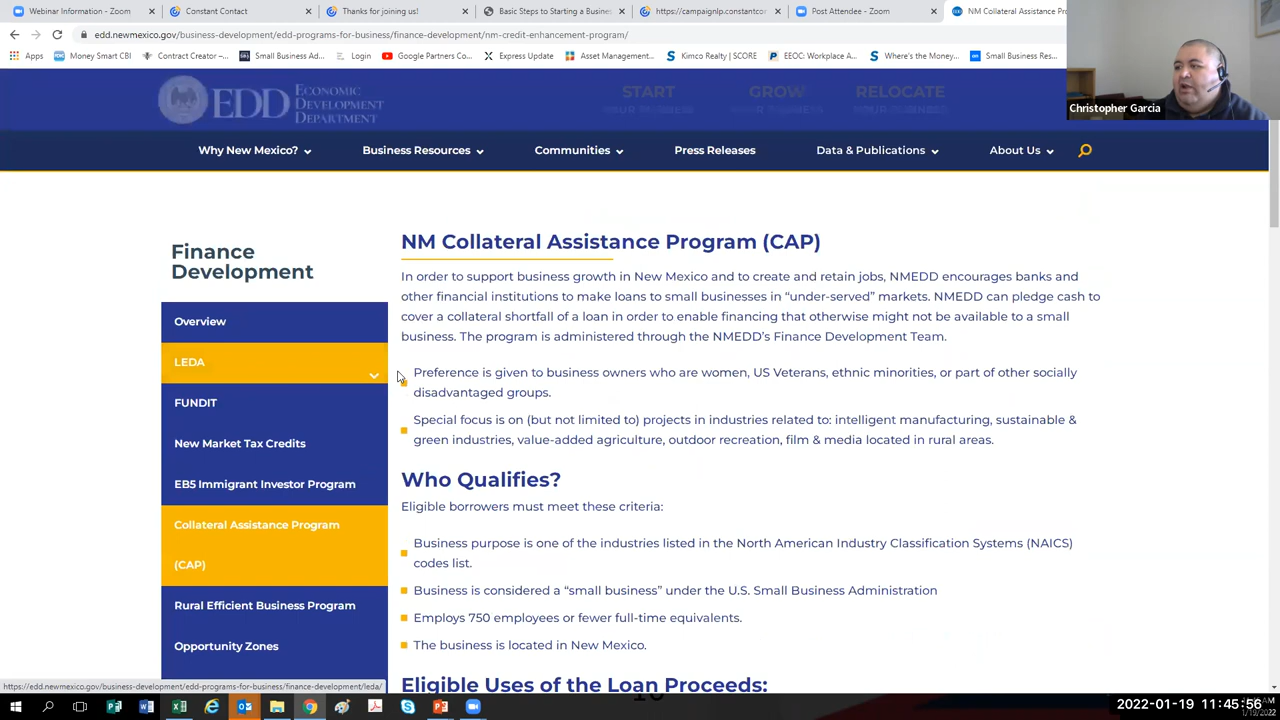 Webinar Information - Zoom
Constant Contact
Thanks for joining us!
Basic Steps to Starting a Busine
https://campaignlp.constantco
Post Attendee - Zoom
NM Collateral Assistance Pr
edd.newmexico.gov/business-development/edd-programs-for-business/finance-development/nm-credit-enhancement-program/
Apps
Money Smart CBI
Contract Creator –...
Small Business Ad...
Login
Google Partners Co...
Express Update
Asset Management...
Kimco Realty | SCORE
EEOC: Workplace A...
Where's the Money...
Small Business Res...
Christopher Garcia
EDD ECONOMIC
DEVELOPMENT
DEPARTMENT
START
GROW
RELOCATE
YOUR BUSINESS
Why New Mexico?
Business Resources
Communities
Press Releases
Data & Publications
About Us
Finance
Development
Overview
LEDA
FUNDIT
New Market Tax Credits
EB5 Immigrant Investor Program
Collateral Assistance Program
(CAP)
Rural Efficient Business Program
Opportunity Zones
NM Collateral Assistance Program (CAP)
In order to support business growth in New Mexico and to create and retain jobs, NMEDD encourages banks and
other financial institutions to make loans to small businesses in “under-served” markets. NMEDD can pledge cash to
cover a collateral shortfall of a loan in order to enable financing that otherwise might not be available to a small
business. The program is administered through the NMEDD’s Finance Development Team.
Preference is given to business owners who are women, US Veterans, ethnic minorities, or part of other socially
disadvantaged groups.
Special focus is on (but not limited to) projects in industries related to: intelligent manufacturing, sustainable &
green industries, value-added agriculture, outdoor recreation, film & media located in rural areas.
Who Qualifies?
Eligible borrowers must meet these criteria:
Business purpose is one of the industries listed in the North American Industry Classification Systems (NAICS)
codes list.
Business is considered a “small business” under the U.S. Small Business Administration
Employs 750 employees or fewer full-time equivalents.
The business is located in New Mexico.
Eligible Uses of the Loan Proceeds:
https://edd.newmexico.gov/business-development/edd-programs-for-business/finance-development/leda/
2022-01-19 11:45:56